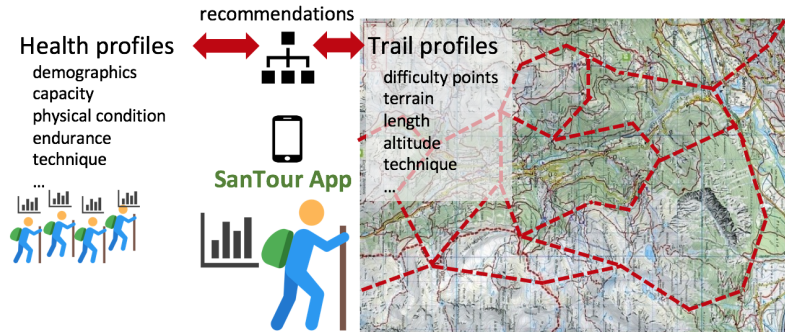 recommendations
Health profiles
demographics
capacity
physical condition
endurance
technique
...
Trail profiles
difficulty points
terrain
length
altitude
technique
...
SanTour App